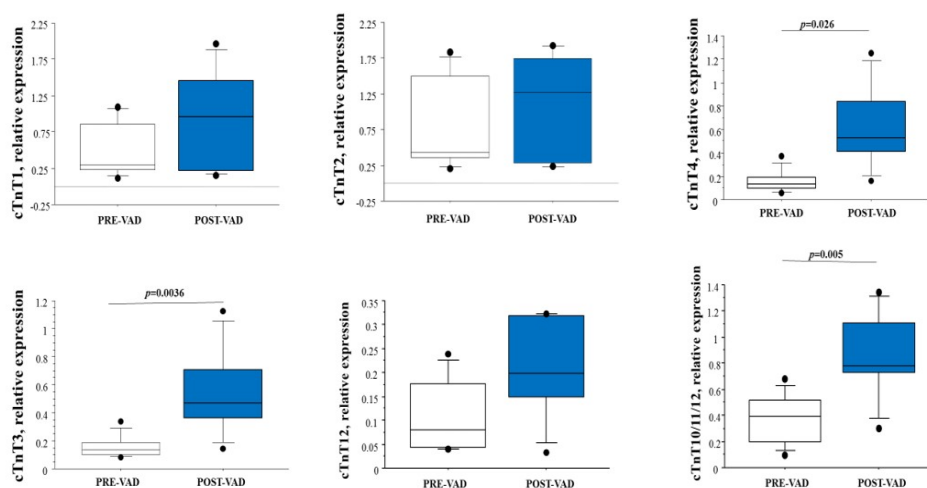 cTnT1, relative expression
2.25
1.75
1.25
0.75
0.25
-0.25
PRE-VAD POST-VAD
cTnT2, relative expression
2.25
1.75
1.25
0.75
0.25
-0.25
PRE-VAD POST-VAD
p=0.026
cTnT4, relative expression
1.4
1.2
1
0.8
0.6
0.4
0.2
0
PRE-VAD POST-VAD
p=0.0036
cTnT3, relative expression
1.2
1
0.8
0.6
0.4
0.2
0
PRE-VAD POST-VAD
cTnT12, relative expression
0.35
0.3
0.25
0.2
0.15
0.1
0.05
0
PRE-VAD POST-VAD
p=0.005
cTnT10/11/12, relative expression
1.4
1.2
1
0.8
0.6
0.4
0.2
0
PRE-VAD POST-VAD